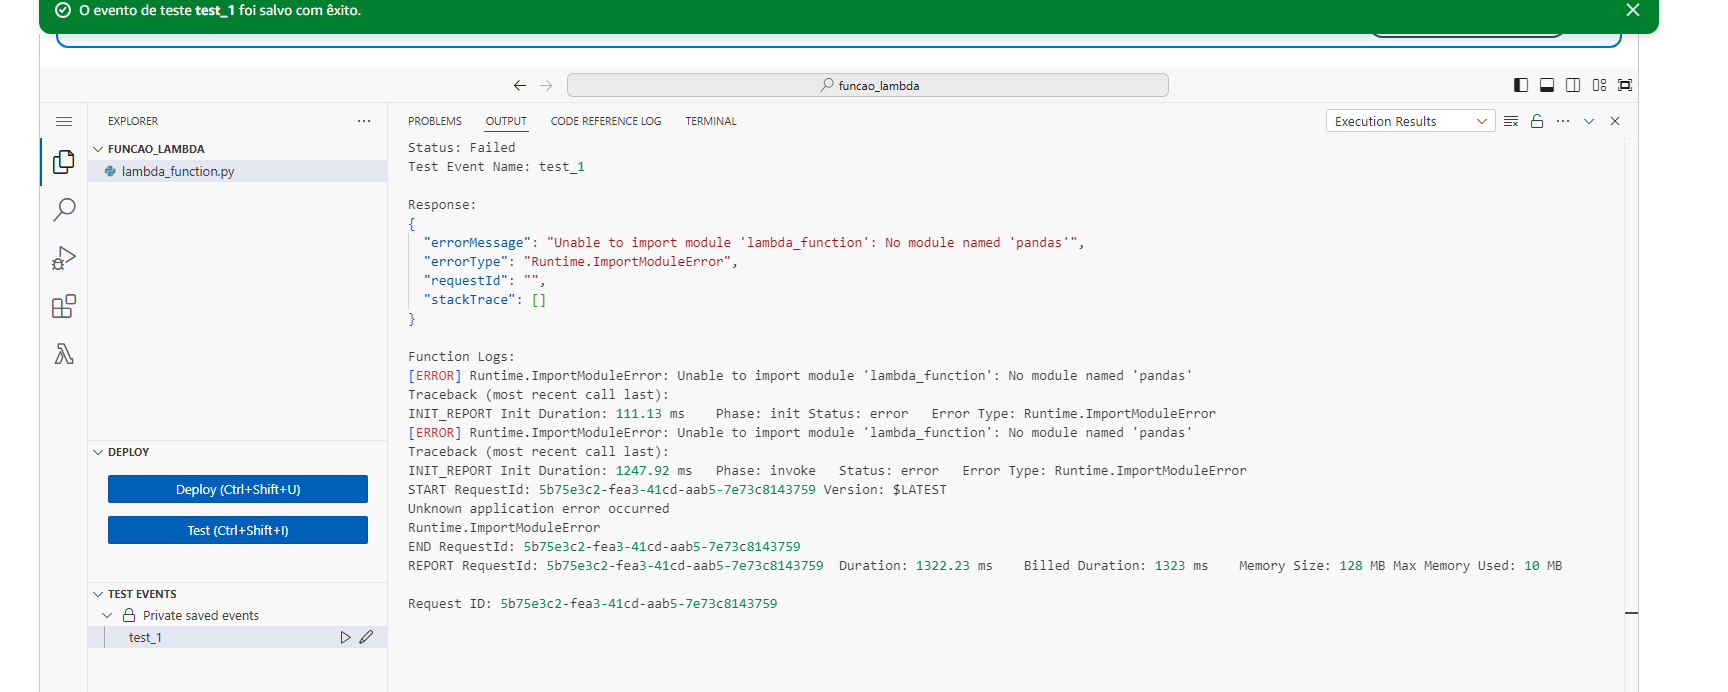 O evento de teste test_1 foi salvo com êxito.
funcao_lambda
EXPLORER
FUNCAO_LAMBDA
lambda_function.py
PROBLEMS OUTPUT CODE REFERENCE LOG TERMINAL
Execution Results
Status: Failed
Test Event Name: test_1
Response:
{
"errorMessage": "Unable to import module 'lambda_function': No module named 'pandas'",
"errorType": "Runtime.ImportModuleError",
"requestId": "",
"stackTrace": []
}
Function Logs:
[ERROR] Runtime.ImportModuleError: Unable to import module 'lambda_function': No module named 'pandas'
Traceback (most recent call last):
INIT_REPORT Init Duration: 111.13 ms Phase: init Status: error Error Type: Runtime.ImportModuleError
[ERROR] Runtime.ImportModuleError: Unable to import module 'lambda_function': No module named 'pandas'
Traceback (most recent call last):
INIT_REPORT Init Duration: 1247.92 ms Phase: invoke Status: error Error Type: Runtime.ImportModuleError
START RequestId: 5b75e3c2-fea3-41cd-aab5-7e73c8143759 Version: $LATEST
Unknown application error occurred
Runtime.ImportModuleError
END RequestId: 5b75e3c2-fea3-41cd-aab5-7e73c8143759
REPORT RequestId: 5b75e3c2-fea3-41cd-aab5-7e73c8143759 Duration: 1322.23 ms Billed Duration: 1323 ms Memory Size: 128 MB Max Memory Used: 10 MB
Request ID: 5b75e3c2-fea3-41cd-aab5-7e73c8143759
DEPLOY
Deploy (Ctrl+Shift+U)
Test (Ctrl+Shift+I)
TEST EVENTS
Private saved events
test_1